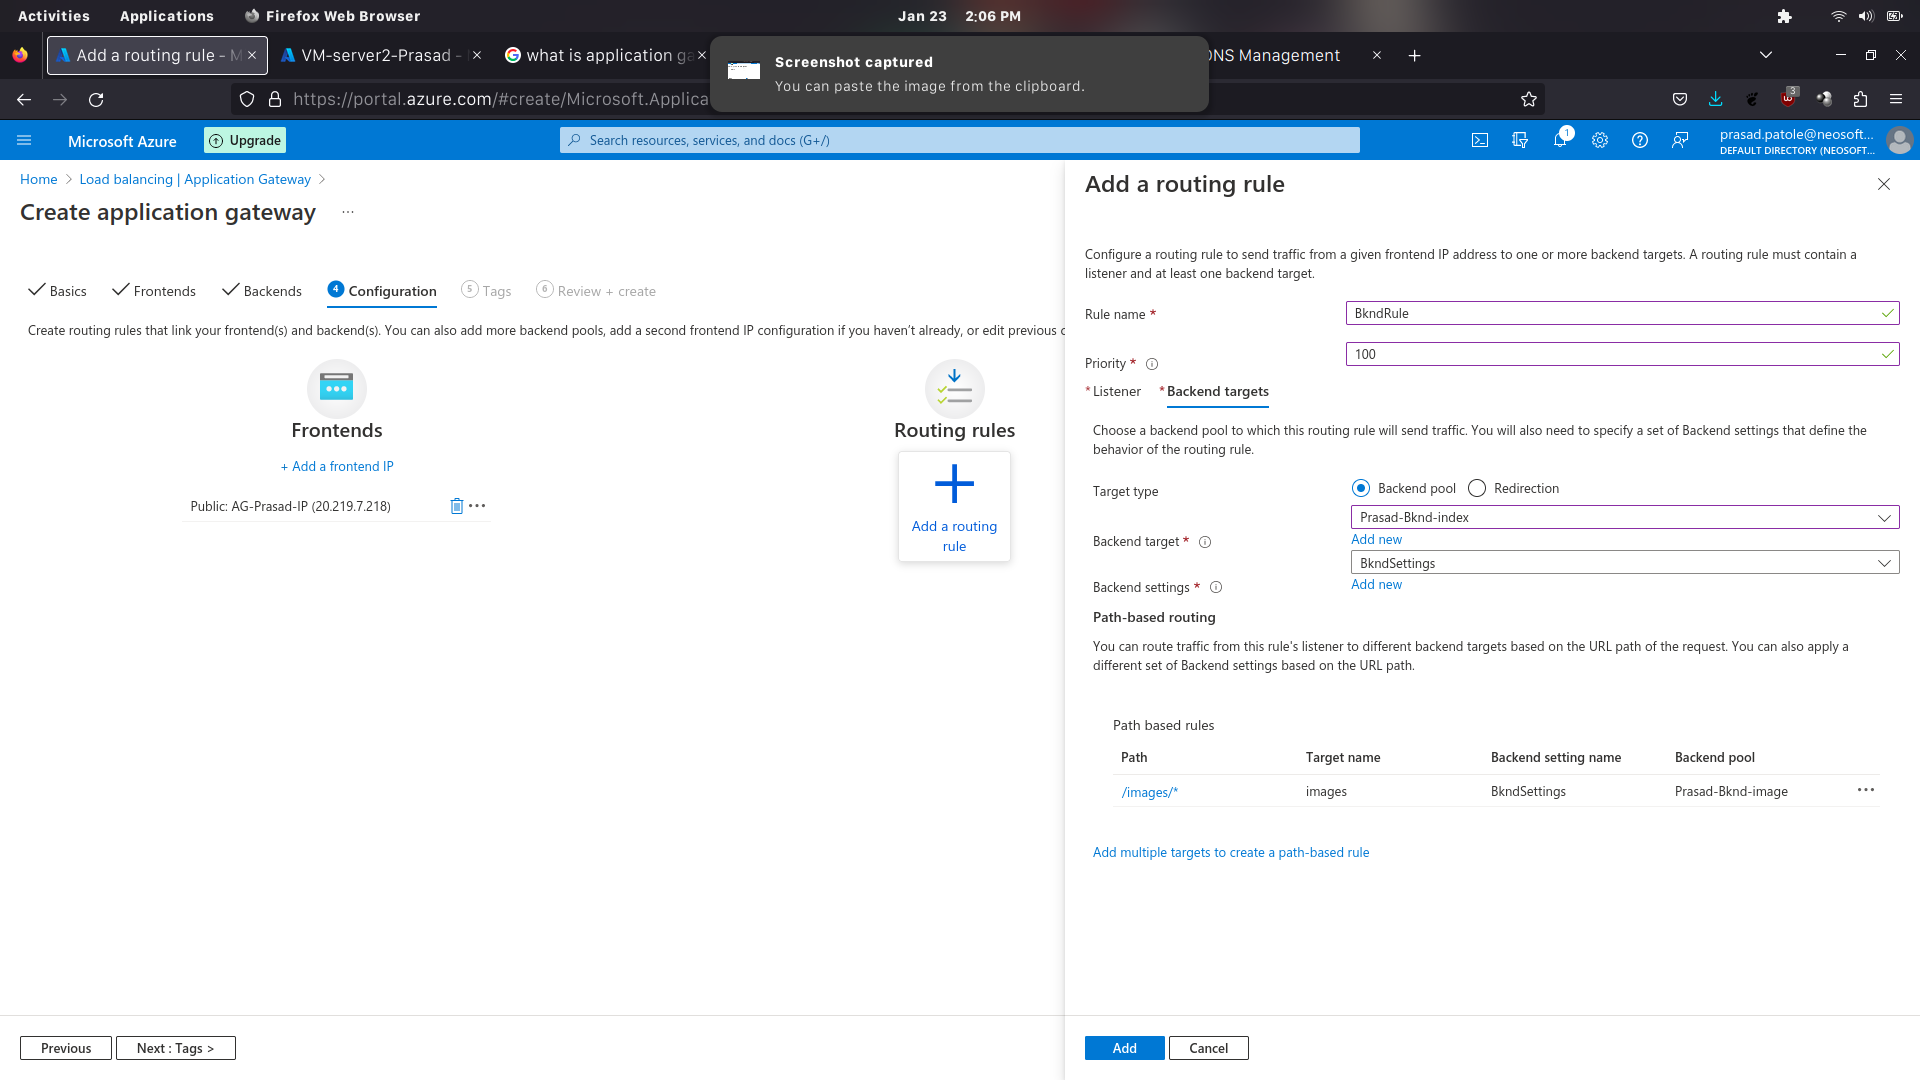 Activities Applications Firefox Web Browser Jan 23 2:06 PM
Add a routing rule - M VM-server2-Prasad - what is application ga DNS Management
Screenshot captured
You can paste the image from the clipboard.
https://portal.azure.com/#create/Microsoft.Applica
3
Microsoft Azure Upgrade Search resources, services, and docs (G+/) 1 prasad.patole@neosoft...
DEFAULT DIRECTORY (NEOSOFT,...
Home > Load balancing | Application Gateway >
Create application gateway ...
Basics Frontends Backends 4 Configuration 5 Tags 6 Review + create
Create routing rules that link your frontend(s) and backend(s). You can also add more backend pools, add a second frontend IP configuration if you haven't already, or edit previous c
Frontends
+ Add a frontend IP
Public: AG-Prasad-IP (20.219.7.218)
Routing rules
Add a routing
rule
Previous Next : Tags >
Add a routing rule
Configure a routing rule to send traffic from a given frontend IP address to one or more backend targets. A routing rule must contain a
listener and at least one backend target.
Rule name * BkndRule
Priority * 100
* Listener * Backend targets
Choose a backend pool to which this routing rule will send traffic. You will also need to specify a set of Backend settings that define the
behavior of the routing rule.
Target type Backend pool Redirection
Backend target * Prasad-Bknd-index
Add new
Backend settings * BkndSettings
Add new
Path-based routing
You can route traffic from this rule's listener to different backend targets based on the URL path of the request. You can also apply a
different set of Backend settings based on the URL path.
Path based rules
Path Target name Backend setting name Backend pool
/images/* images BkndSettings Prasad-Bknd-image
Add multiple targets to create a path-based rule
Add Cancel